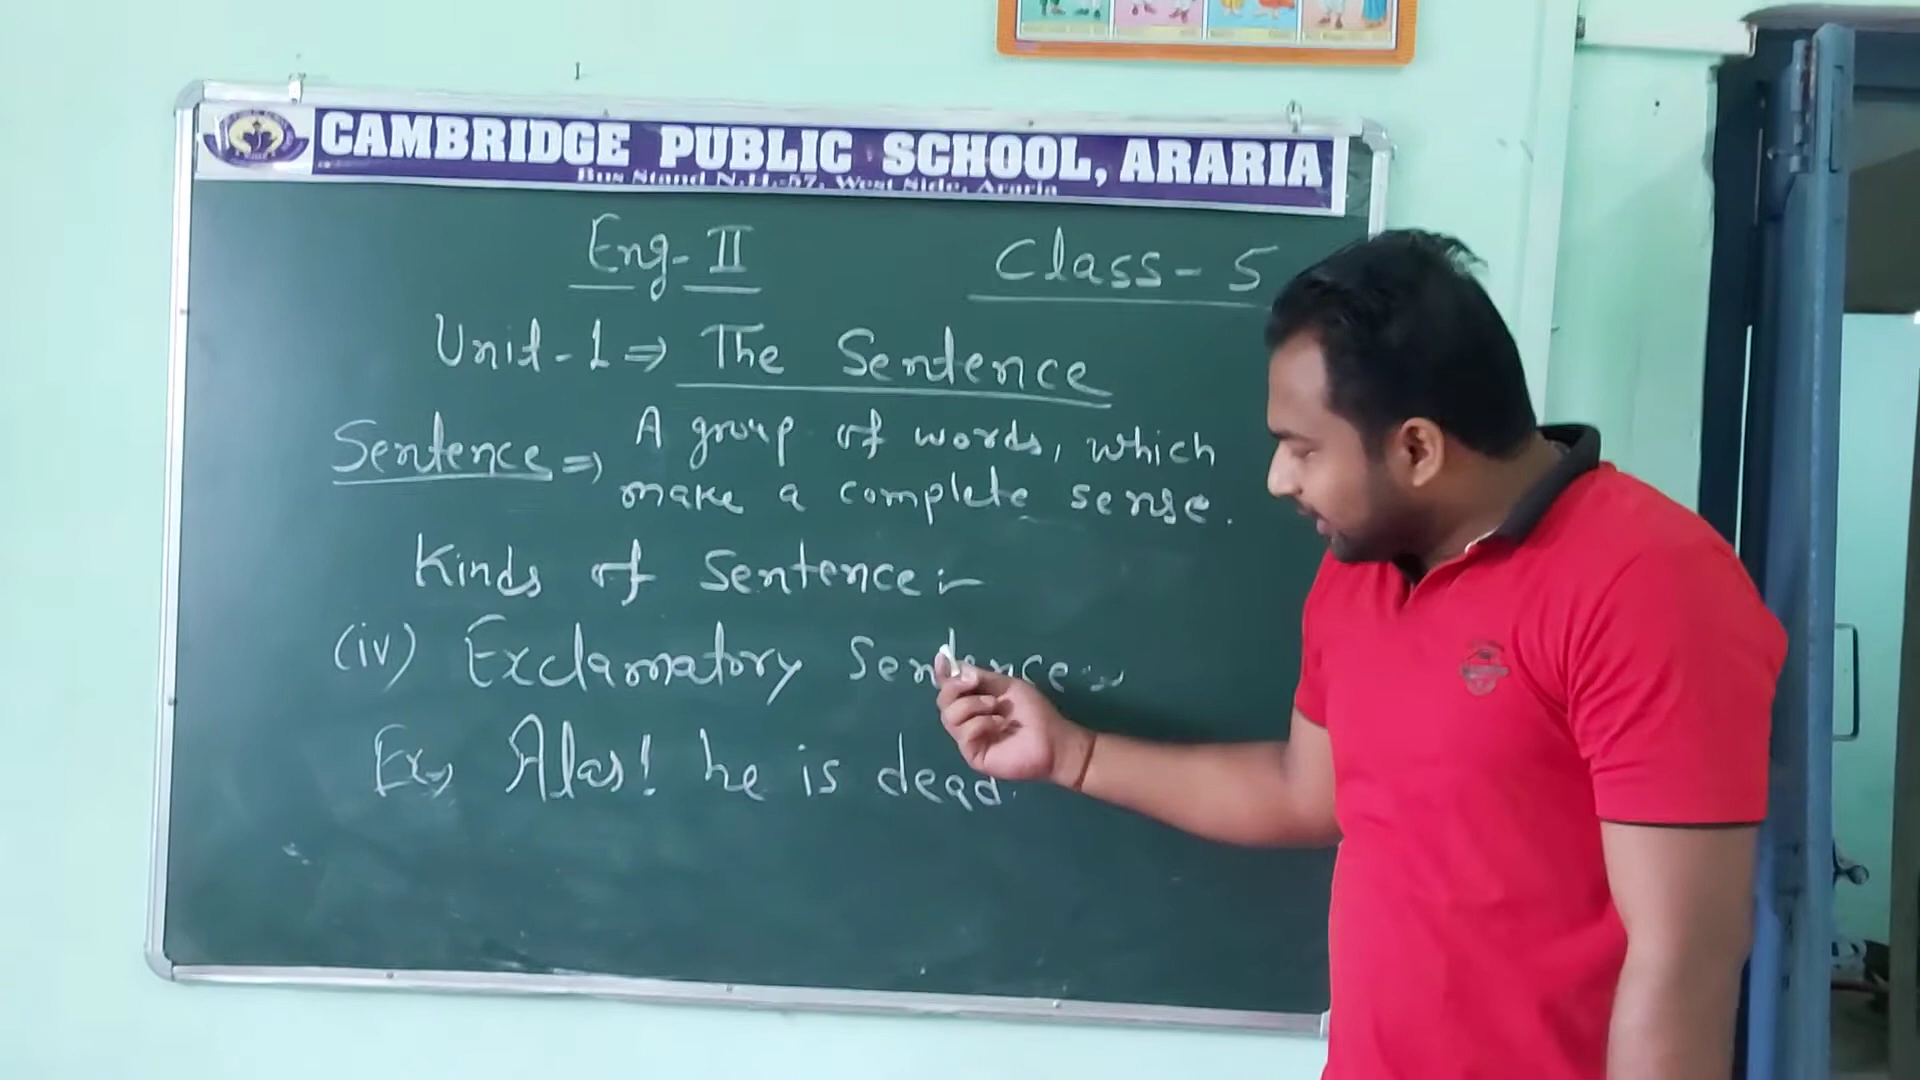 CAMBRIDGE PUBLIC SCHOOL, ARARIA
Bus Stand N.H.-57, West Side, Araria
Eng-II
Class-5
Unit-1⇒ The Sentence
Sentence⇒ A group of words, which
make a complete sense.
Kinds of Sentence:-
(iv) Exclamatory Sentence:-
Ex→ Alas! he is dead.